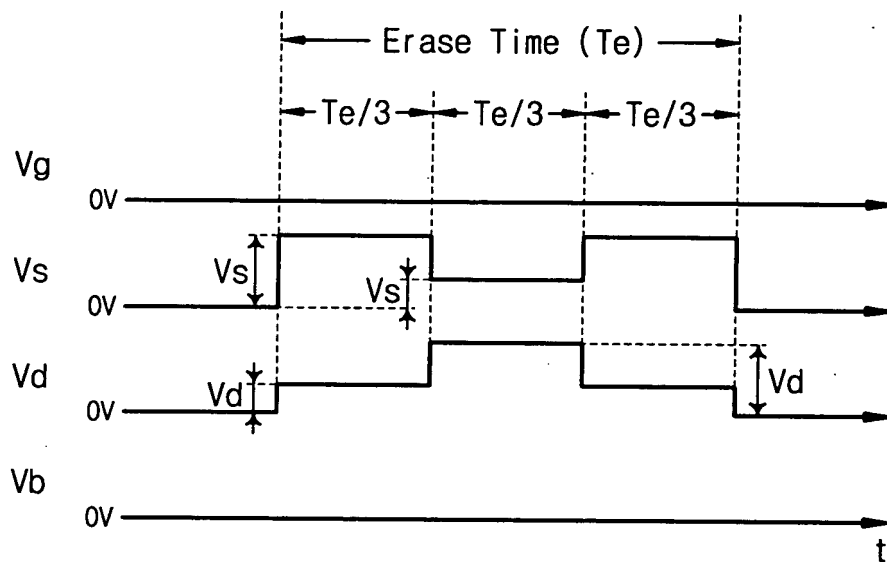 Erase Time (Te)
Te/3 Te/3 Te/3
Vg
0V
Vs
Vs
Vs
0V
Vd
Vd
Vd
0V
Vb
0V
t